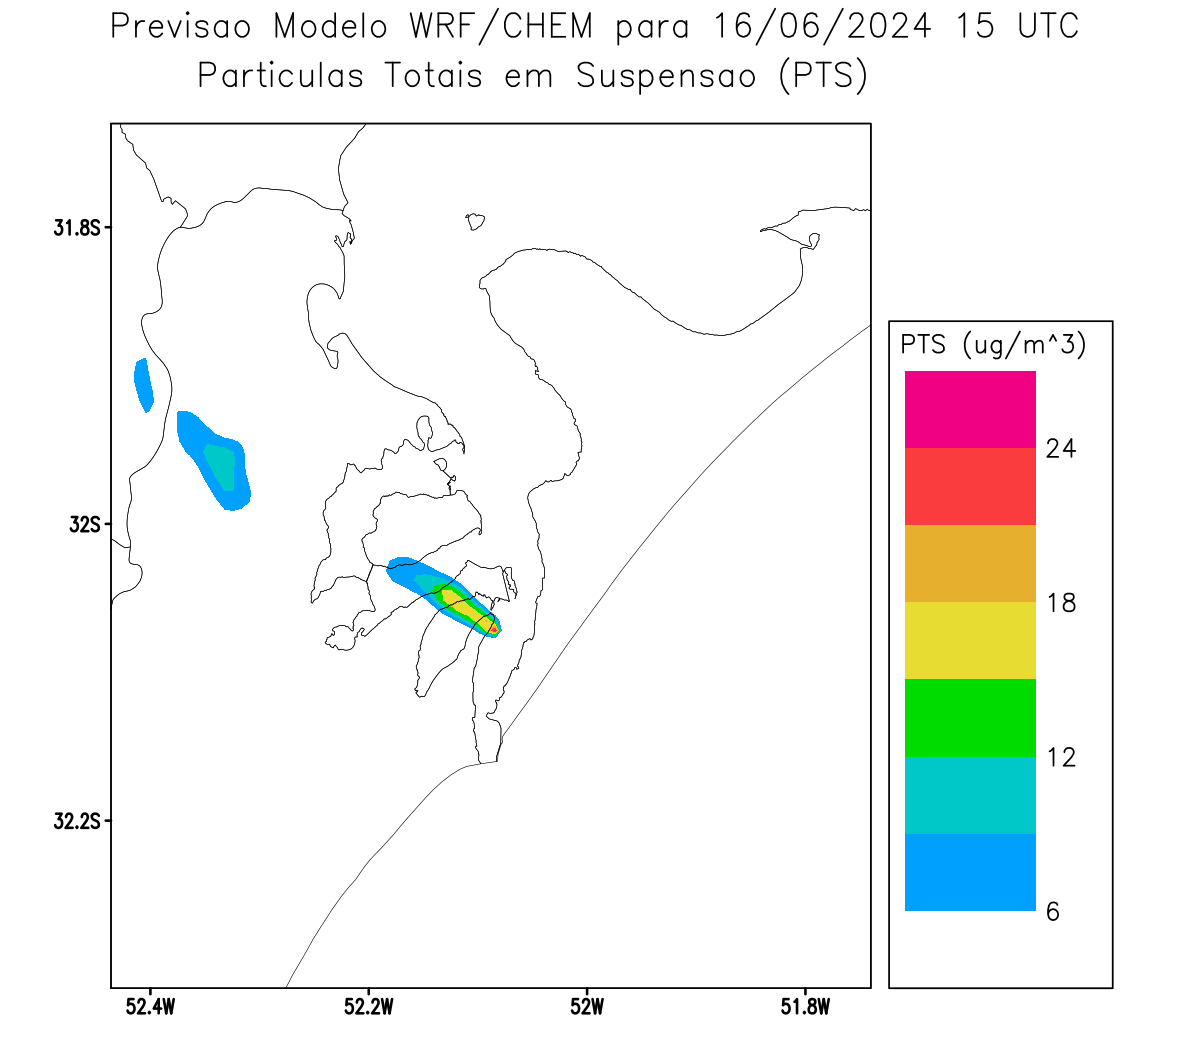 Previsao Modelo WRF/CHEM para 16/06/2024 15 UTC
Particulas Totais em Suspensao (PTS)
31.8S
32S
32.2S
52.4W
52.2W
52W
51.8W
PTS (ug/m^3)
24
18
12
6